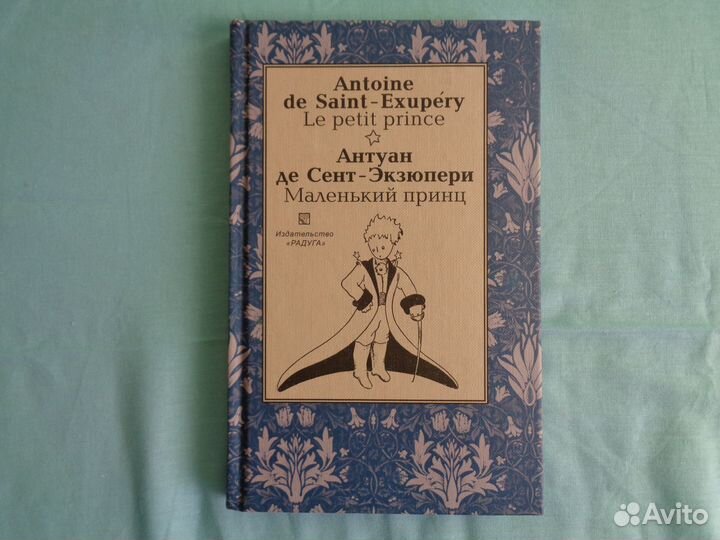 Antoine
de Saint-Exupéry
Le petit prince
Антуан
де Сент-Экзюпери
Маленький принц
Издательство
«РАДУГА»
Avito